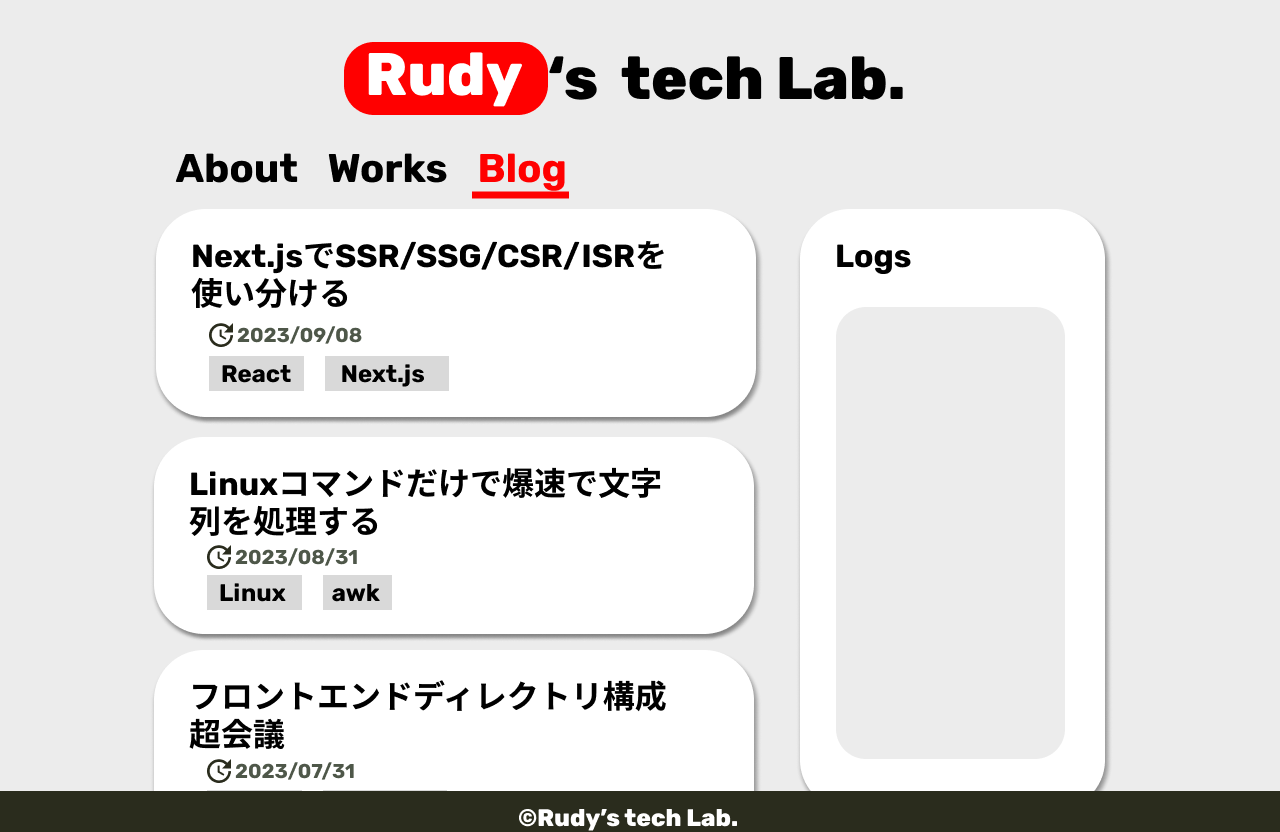 Rudy‘s tech Lab.
About Works Blog
Next.jsでSSR/SSG/CSR/ISRを
使い分ける
2023/09/08
React Next.js
Linuxコマンドだけで爆速で文字
列を処理する
2023/08/31
Linux awk
フロントエンドディレクトリ構成
超会議
2023/07/31
Logs
©Rudy’s tech Lab.